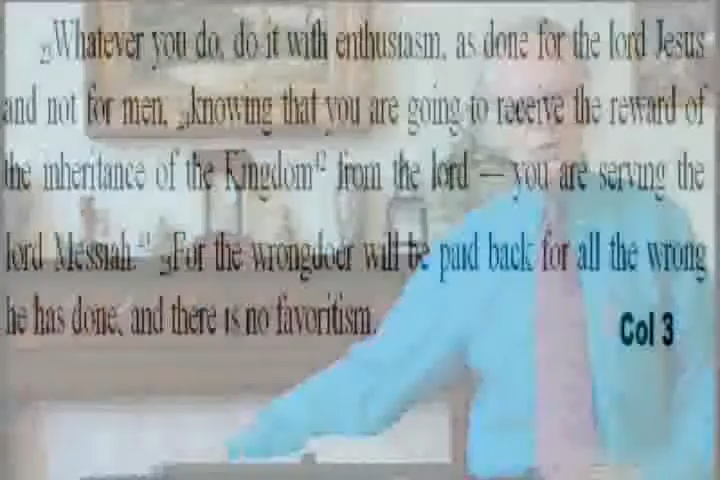 23Whatever you do, do it with enthusiasm, as done for the lord Jesus
and not for men, 24knowing that you are going to receive the reward of
the inheritance of the Kingdom42 from the lord — you are serving the
lord Messiah.43 25For the wrongdoer will be paid back for all the wrong
he has done, and there is no favoritism.
Col 3